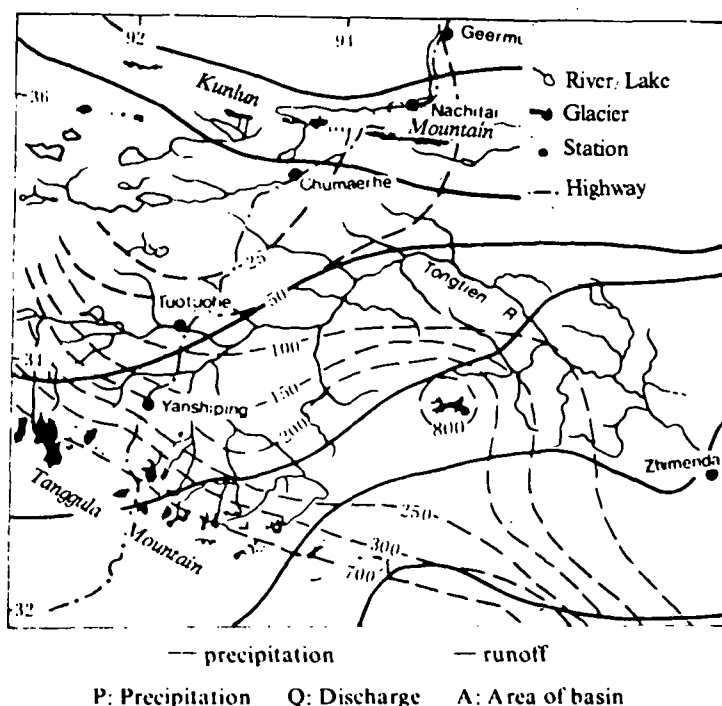 92 94
Geermu
36
Kunlun
River, Lake
Nachitai
Mountain
Glacier
Station
Chumaerhe
Highway
25
Tongtien R
Tuotuohe
50
100
34
150
Yanshiping
200
800
Zhimenda
Tanggula
Mountain
250
300
700
32
-- precipitation — runoff
P: Precipitation Q: Discharge A: Area of basin